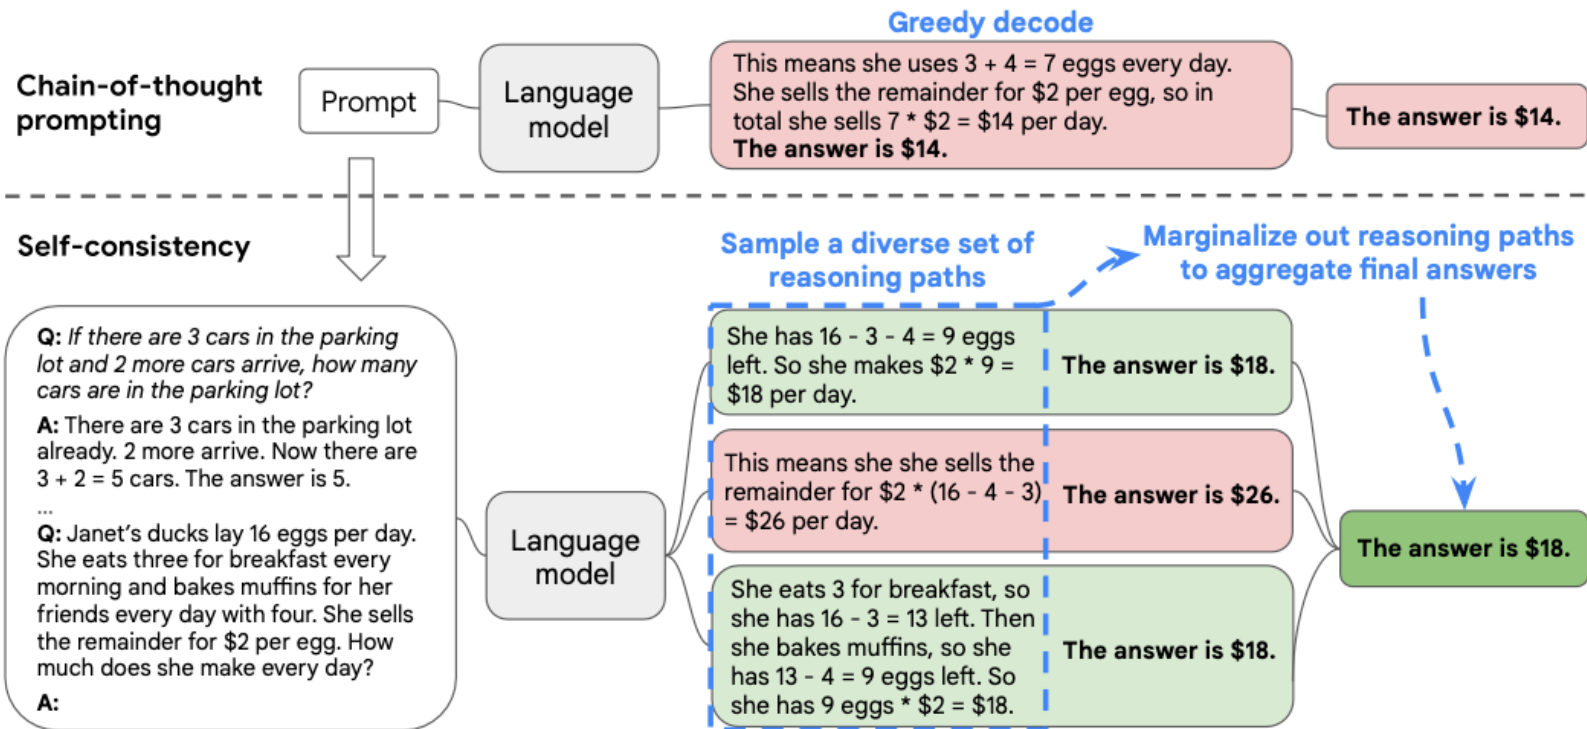 Greedy decode
Chain-of-thought
prompting
Prompt
Language
model
This means she uses 3 + 4 = 7 eggs every day.
She sells the remainder for $2 per egg, so in
total she sells 7 * $2 = $14 per day.
The answer is $14.
The answer is $14.
Self-consistency
Sample a diverse set of
reasoning paths
Marginalize out reasoning paths
to aggregate final answers
Q: If there are 3 cars in the parking
lot and 2 more cars arrive, how many
cars are in the parking lot?
A: There are 3 cars in the parking lot
already. 2 more arrive. Now there are
3 + 2 = 5 cars. The answer is 5.
...
Q: Janet’s ducks lay 16 eggs per day.
She eats three for breakfast every
morning and bakes muffins for her
friends every day with four. She sells
the remainder for $2 per egg. How
much does she make every day?
A:
Language
model
She has 16 - 3 - 4 = 9 eggs
left. So she makes $2 * 9 =
$18 per day.
The answer is $18.
This means she she sells the
remainder for $2 * (16 - 4 - 3)
= $26 per day.
The answer is $26.
She eats 3 for breakfast, so
she has 16 - 3 = 13 left. Then
she bakes muffins, so she
has 13 - 4 = 9 eggs left. So
she has 9 eggs * $2 = $18.
The answer is $18.
The answer is $18.